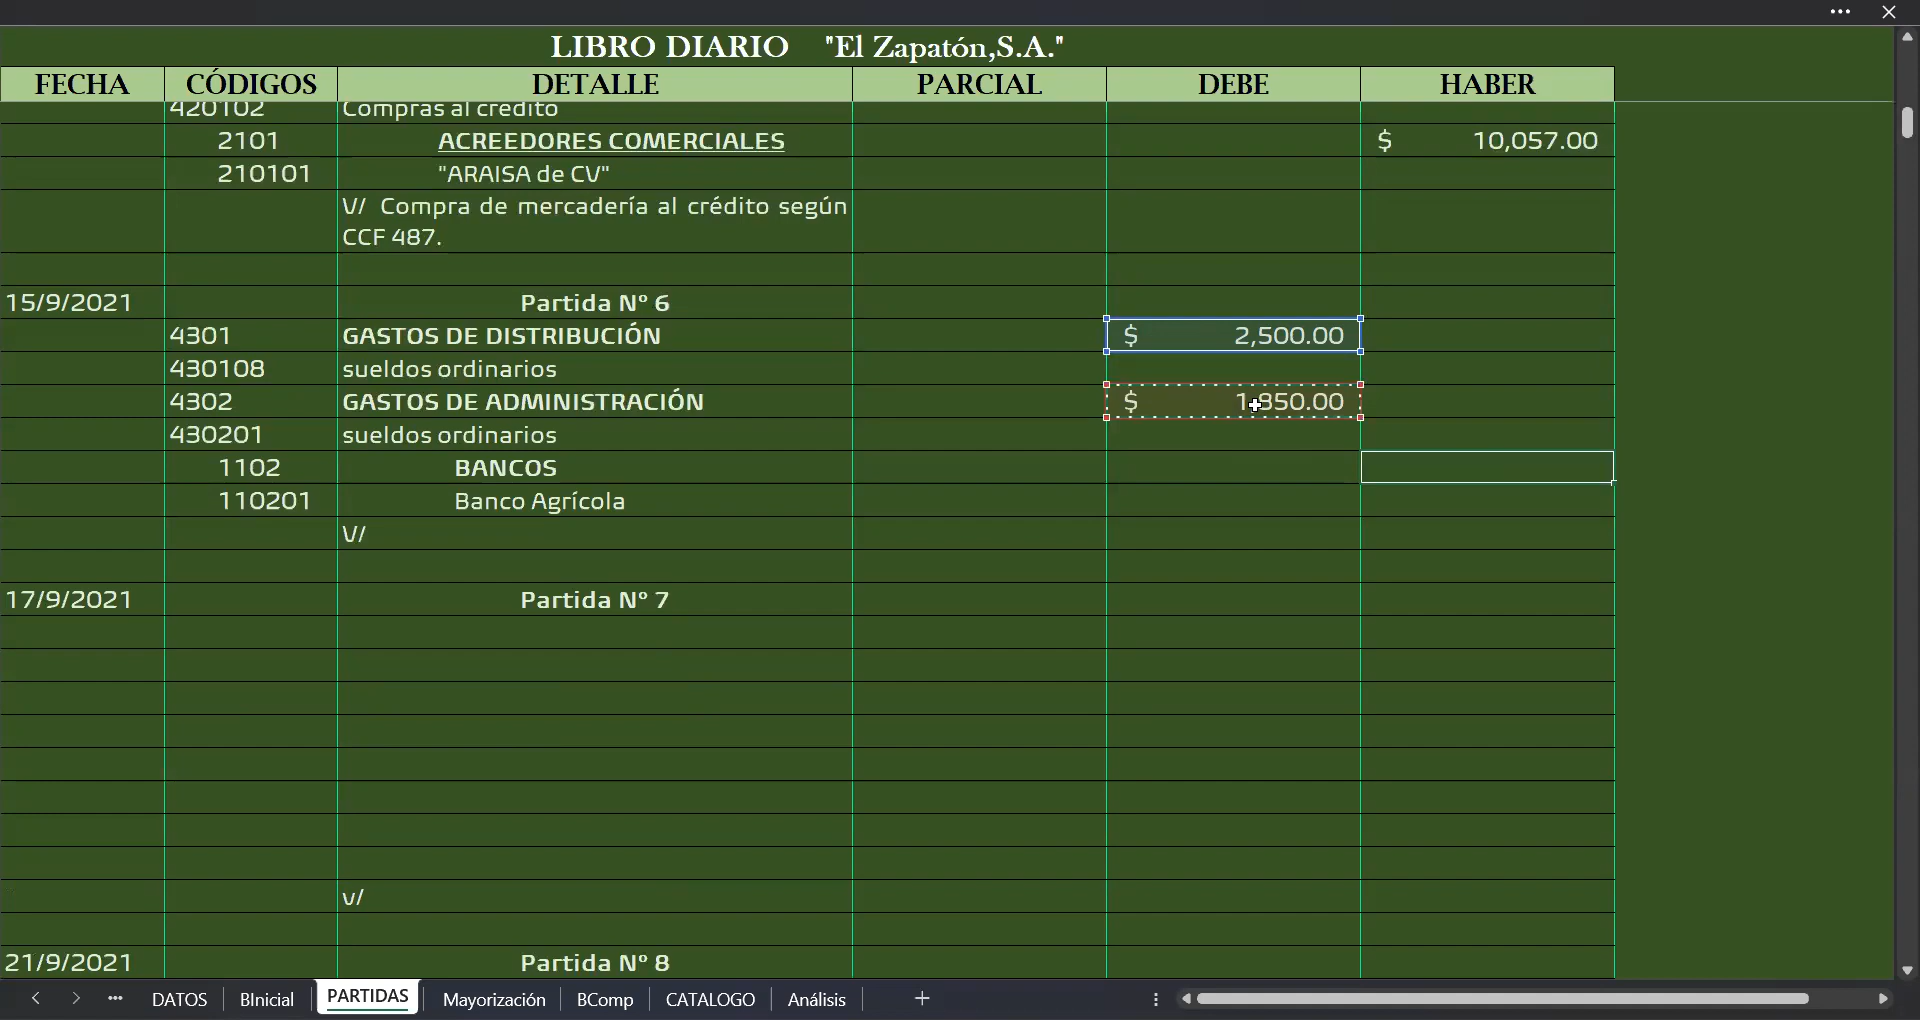 LIBRO DIARIO "El Zapatón,S.A."
FECHA CÓDIGOS DETALLE PARCIAL DEBE HABER
420102 Compras al crédito
2101 ACREEDORES COMERCIALES $ 10,057.00
210101 "ARAISA de CV"
V/ Compra de mercadería al crédito según
CCF 487.
15/9/2021 Partida N° 6
4301 GASTOS DE DISTRIBUCIÓN $ 2,500.00
430108 sueldos ordinarios
4302 GASTOS DE ADMINISTRACIÓN $ 1,850.00
430201 sueldos ordinarios
1102 BANCOS
110201 Banco Agrícola
V/
17/9/2021 Partida N° 7
v/
21/9/2021 Partida N° 8
DATOS BInicial PARTIDAS Mayorización BComp CATALOGO Análisis